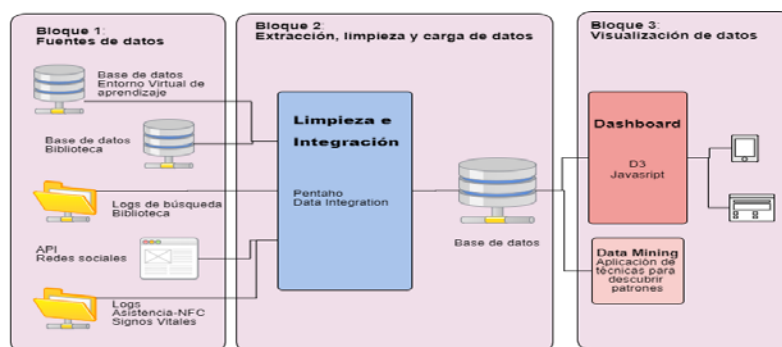 Bloque 1:
Fuentes de datos
Base de datos
Entorno Virtual de
aprendizaje
Base de datos
Biblioteca
Logs de búsqueda
Biblioteca
API
Redes sociales
Logs
Asistencia-NFC
Signos Vitales
Bloque 2:
Extracción, limpieza y carga de datos
Limpieza e
Integración
Pentaho
Data Integration
Base de datos
Bloque 3:
Visualización de datos
Dashboard
D3
Javasript
Data Mining
Aplicación de
técnicas para
descubrir
patrones